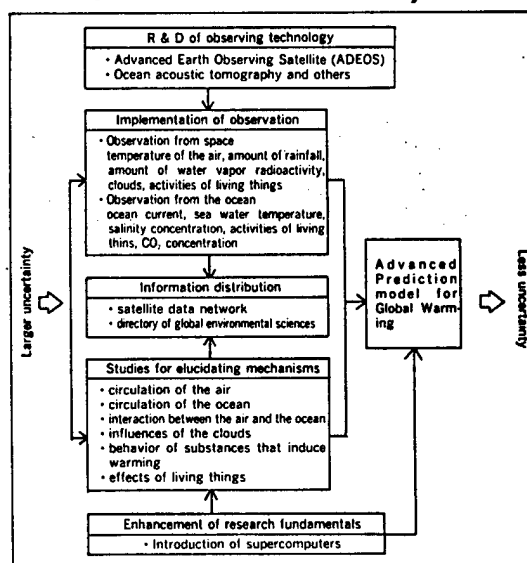 R & D of observing technology
・Advanced Earth Observing Satellite (ADEOS)
・Ocean acoustic tomography and others
Implementation of observation
・Observation from space
temperature of the air, amount of rainfall,
amount of water vapor radioactivity,
clouds, activities of living things
・Observation from the ocean
ocean current, sea water temperature,
salinity concentration, activities of living
thins, CO₂ concentration
Information distribution
・satellite data network
・directory of global environmental sciences
Studies for elucidating mechanisms
・circulation of the air
・circulation of the ocean
・interaction between the air and the ocean
・influences of the clouds
・behavior of substances that induce
warming
・effects of living things
Enhancement of research fundamentals
・Introduction of supercomputers
Larger uncertainty
Advanced
Prediction
model for
Global Warm-
ing
Less uncertainty